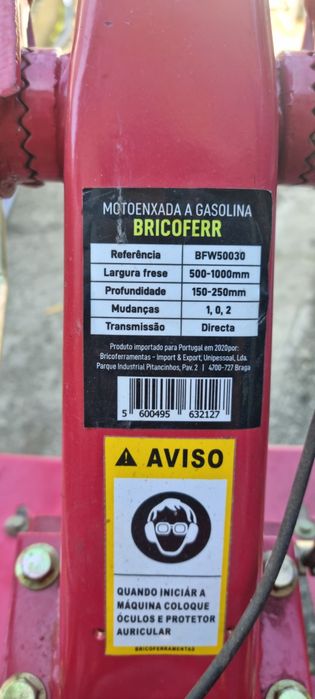 MOTOENXADA A GASOLINA
BRICOFERR
Referência BFW50030
Largura frese 500-1000mm
Profundidade 150-250mm
Mudanças 1, 0, 2
Transmissão Directa
Produto importado para Portugal em 2020por:
Bricoferramentas - Import & Export, Unipessoal, Lda.
Parque Industrial Pitancinhos, Pav. 2 | 4700-727 Braga
5 600495 632127
AVISO
QUANDO INICIÁR A
MÁQUINA COLOQUE
ÓCULOS E PROTETOR
AURICULAR
BRICOFERRAMENTAS